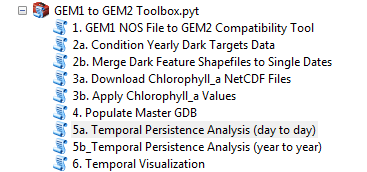 GEM1 to GEM2 Toolbox.pyt
1. GEM1 NOS File to GEM2 Compatibility Tool
2a. Condition Yearly Dark Targets Data
2b. Merge Dark Feature Shapefiles to Single Dates
3a. Download Chlorophyll_a NetCDF Files
3b. Apply Chlorophyll_a Values
4. Populate Master GDB
5a. Temporal Persistence Analysis (day to day)
5b_Temporal Persistence Analysis (year to year)
6. Temporal Visualization